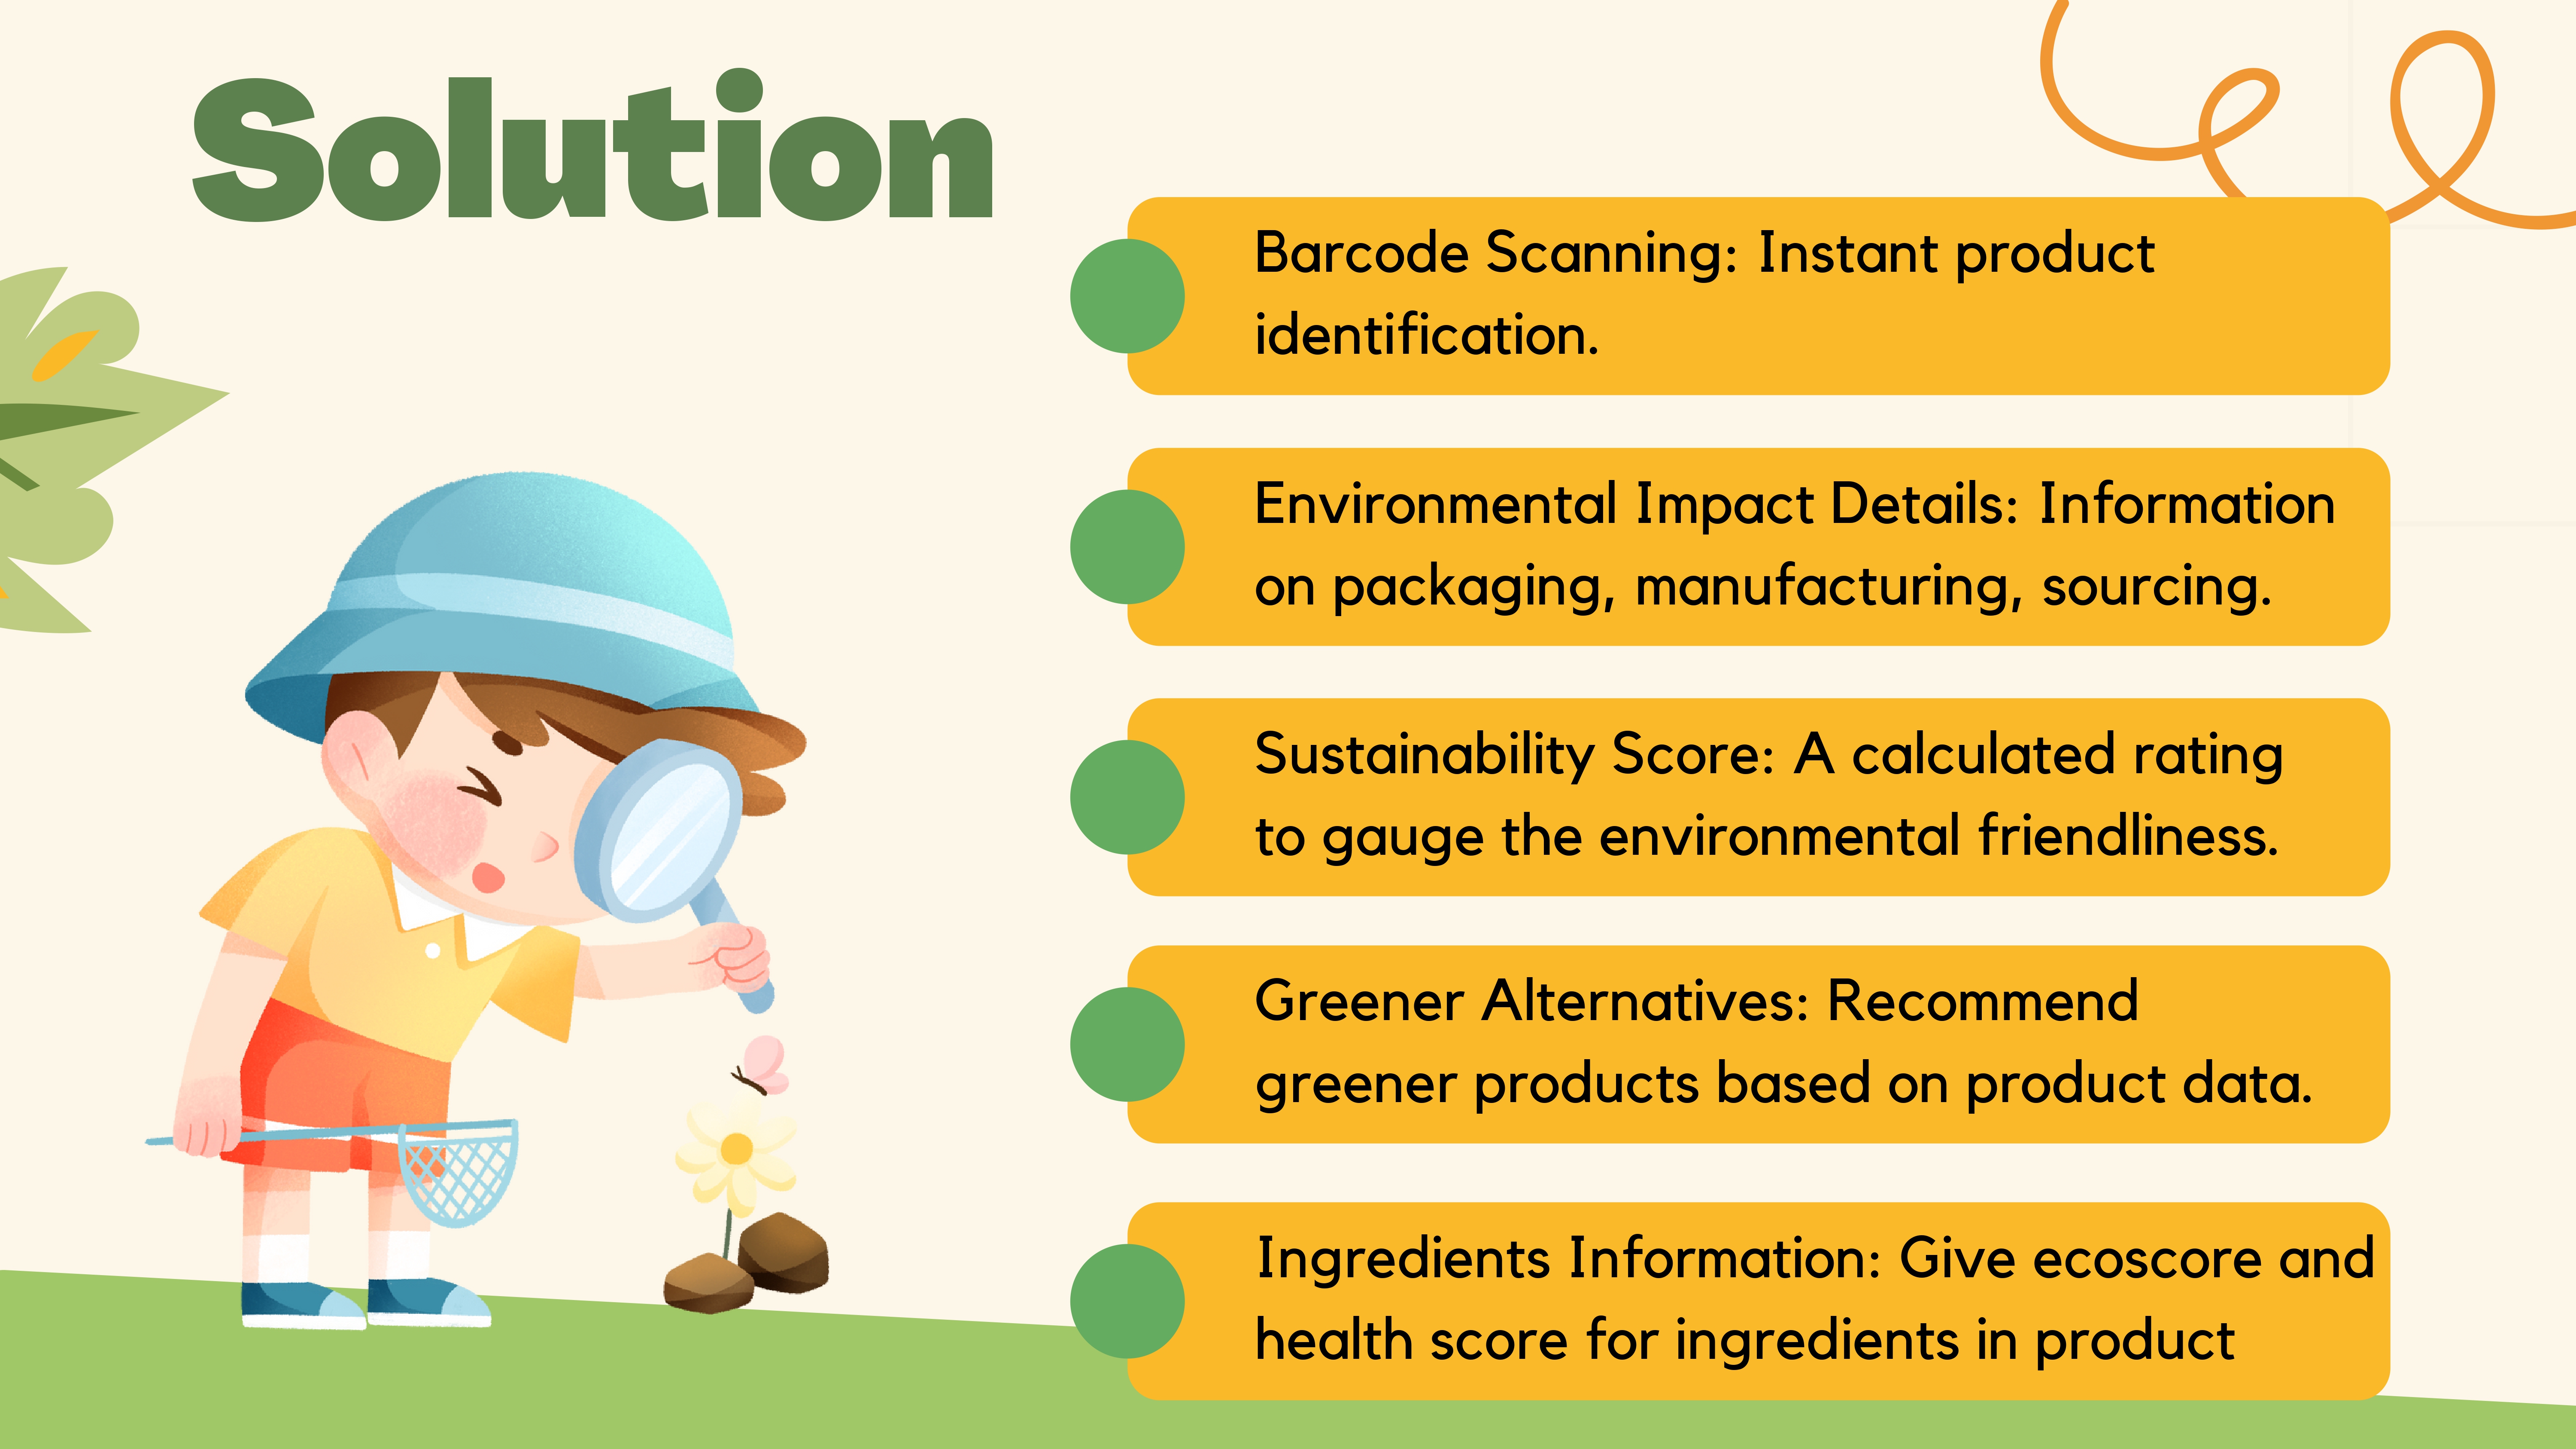 Solution
Barcode Scanning: Instant product
identification.
Environmental Impact Details: Information
on packaging, manufacturing, sourcing.
Sustainability Score: A calculated rating
to gauge the environmental friendliness.
Greener Alternatives: Recommend
greener products based on product data.
Ingredients Information: Give ecoscore and
health score for ingredients in product